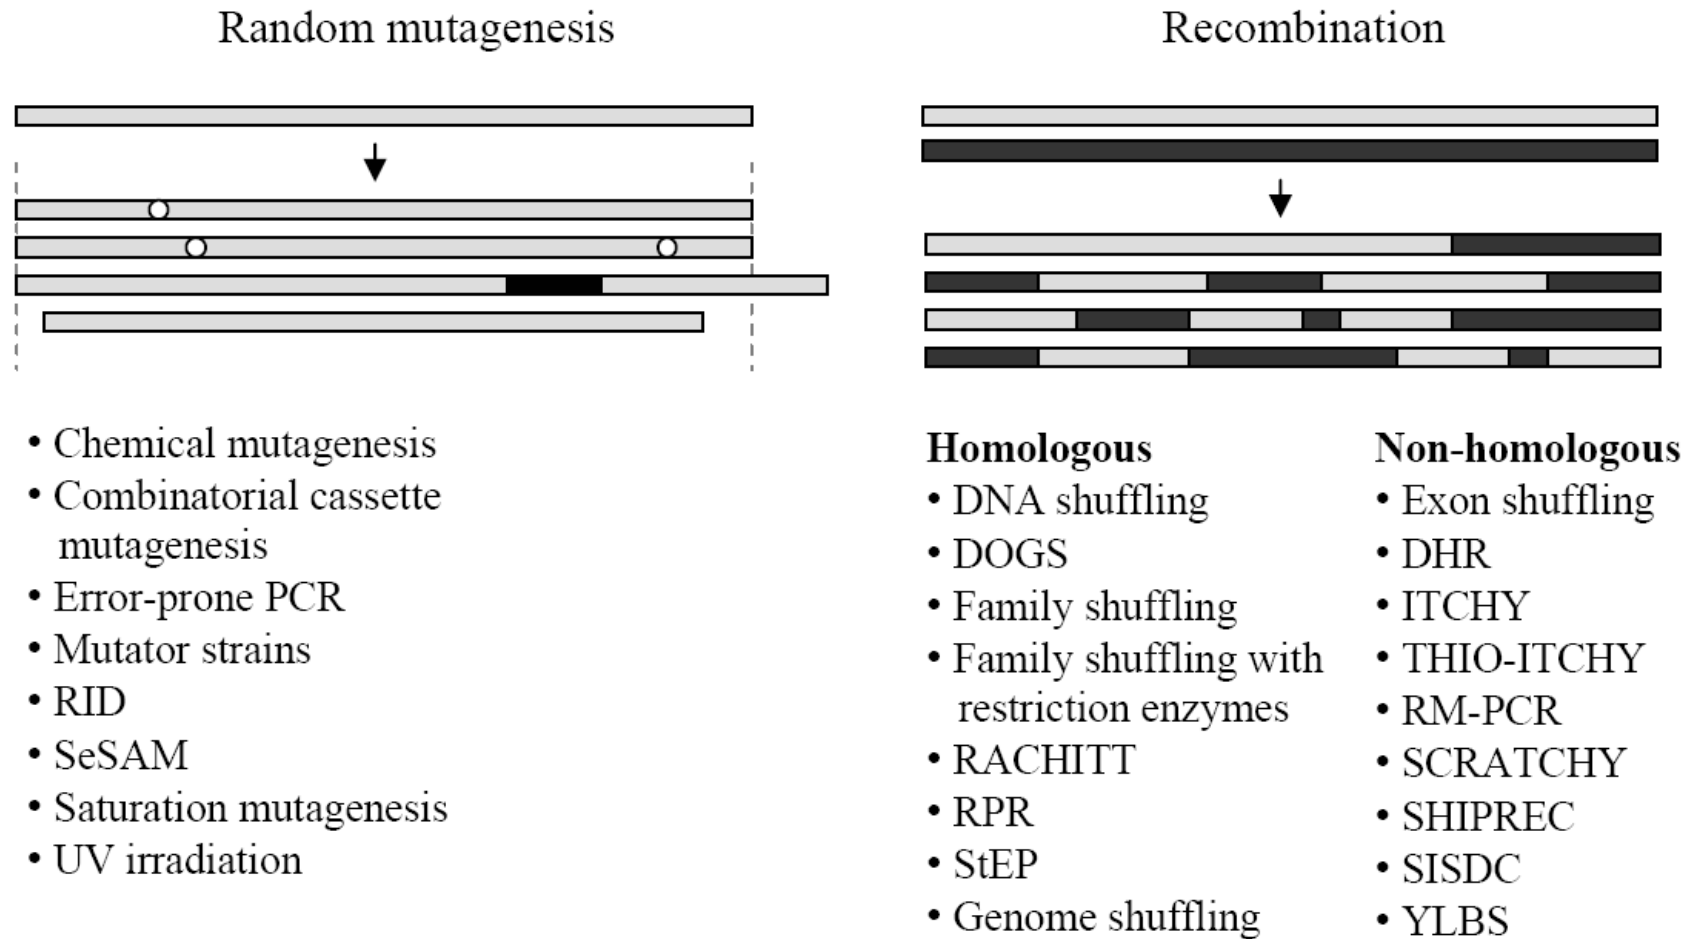 Random mutagenesis
Recombination
• Chemical mutagenesis
• Combinatorial cassette
mutagenesis
• Error-prone PCR
• Mutator strains
• RID
• SeSAM
• Saturation mutagenesis
• UV irradiation
Homologous
• DNA shuffling
• DOGS
• Family shuffling
• Family shuffling with
restriction enzymes
• RACHITT
• RPR
• StEP
• Genome shuffling
Non-homologous
• Exon shuffling
• DHR
• ITCHY
• THIO-ITCHY
• RM-PCR
• SCRATCHY
• SHIPREC
• SISDC
• YLBS